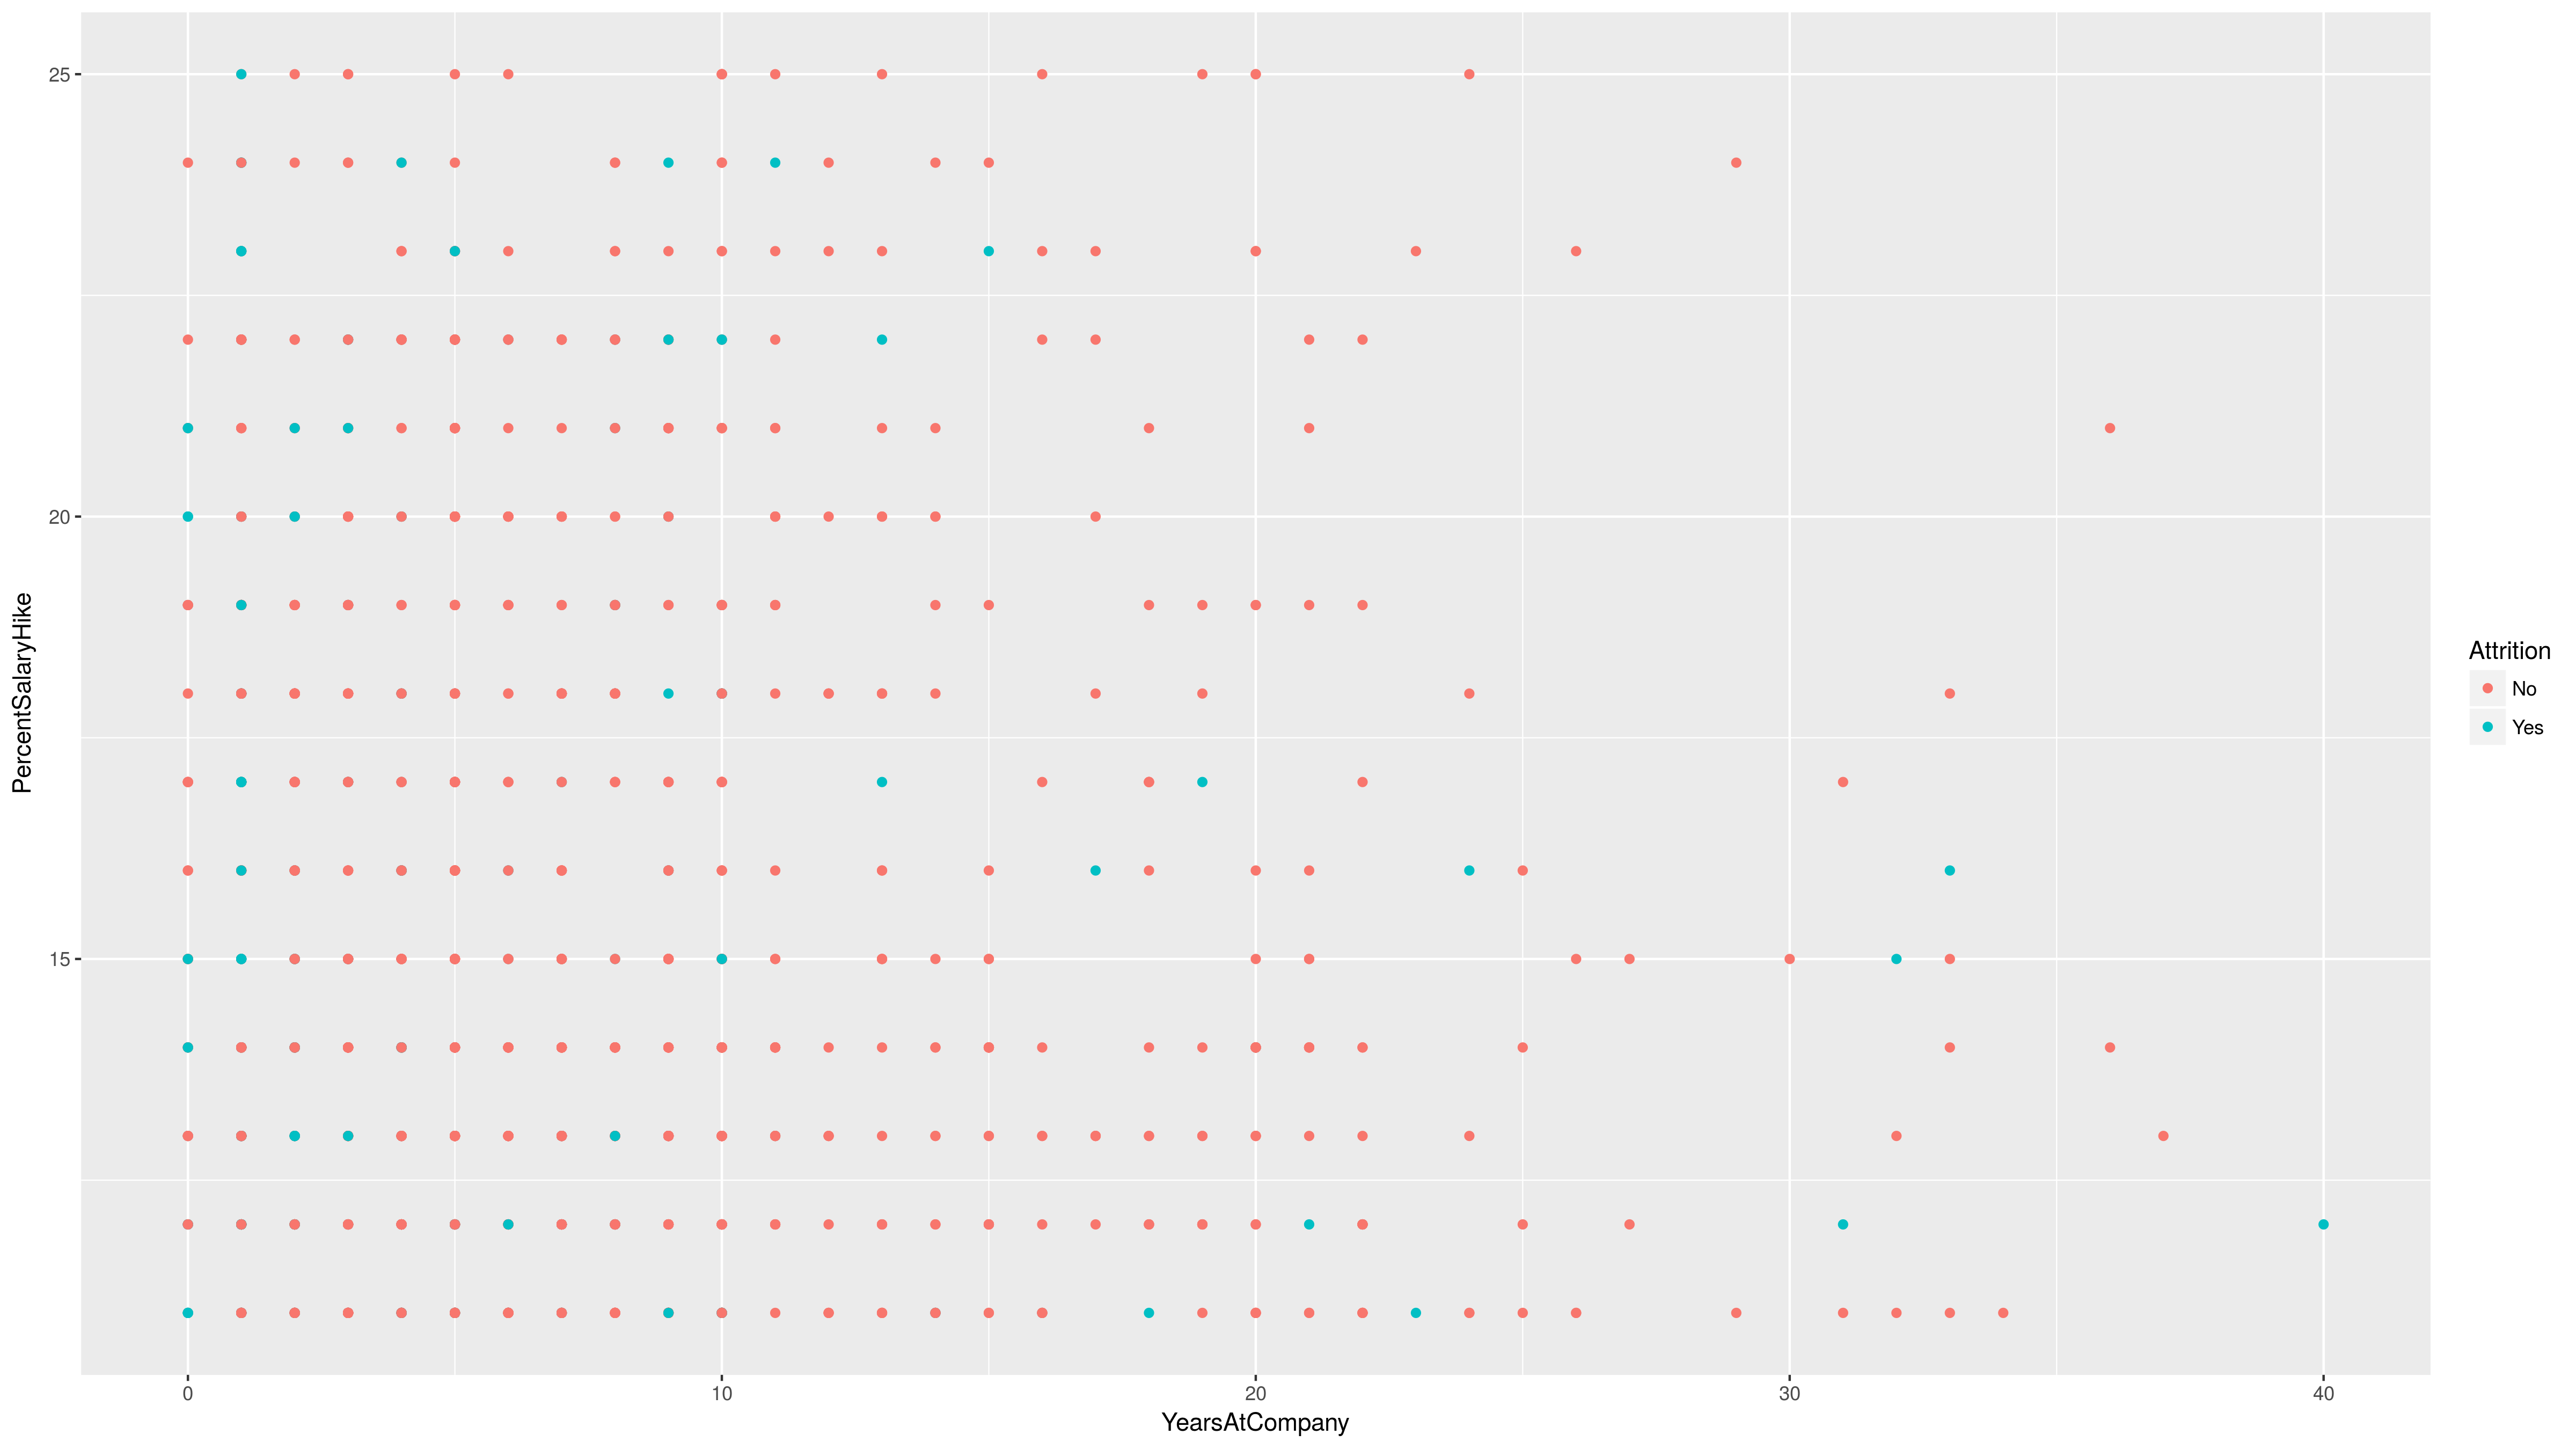 25
20
15
PercentSalaryHike
0
10
20
30
40
YearsAtCompany
Attrition
No
Yes